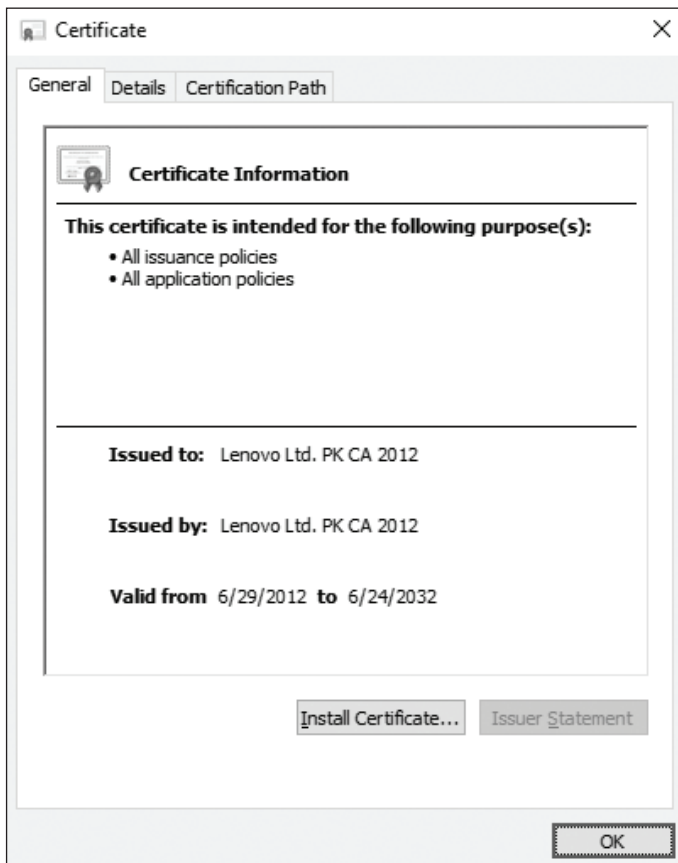 Certificate
General Details Certification Path
Certificate Information
This certificate is intended for the following purpose(s):
• All issuance policies
• All application policies
Issued to: Lenovo Ltd. PK CA 2012
Issued by: Lenovo Ltd. PK CA 2012
Valid from 6/29/2012 to 6/24/2032
Install Certificate... Issuer Statement
OK